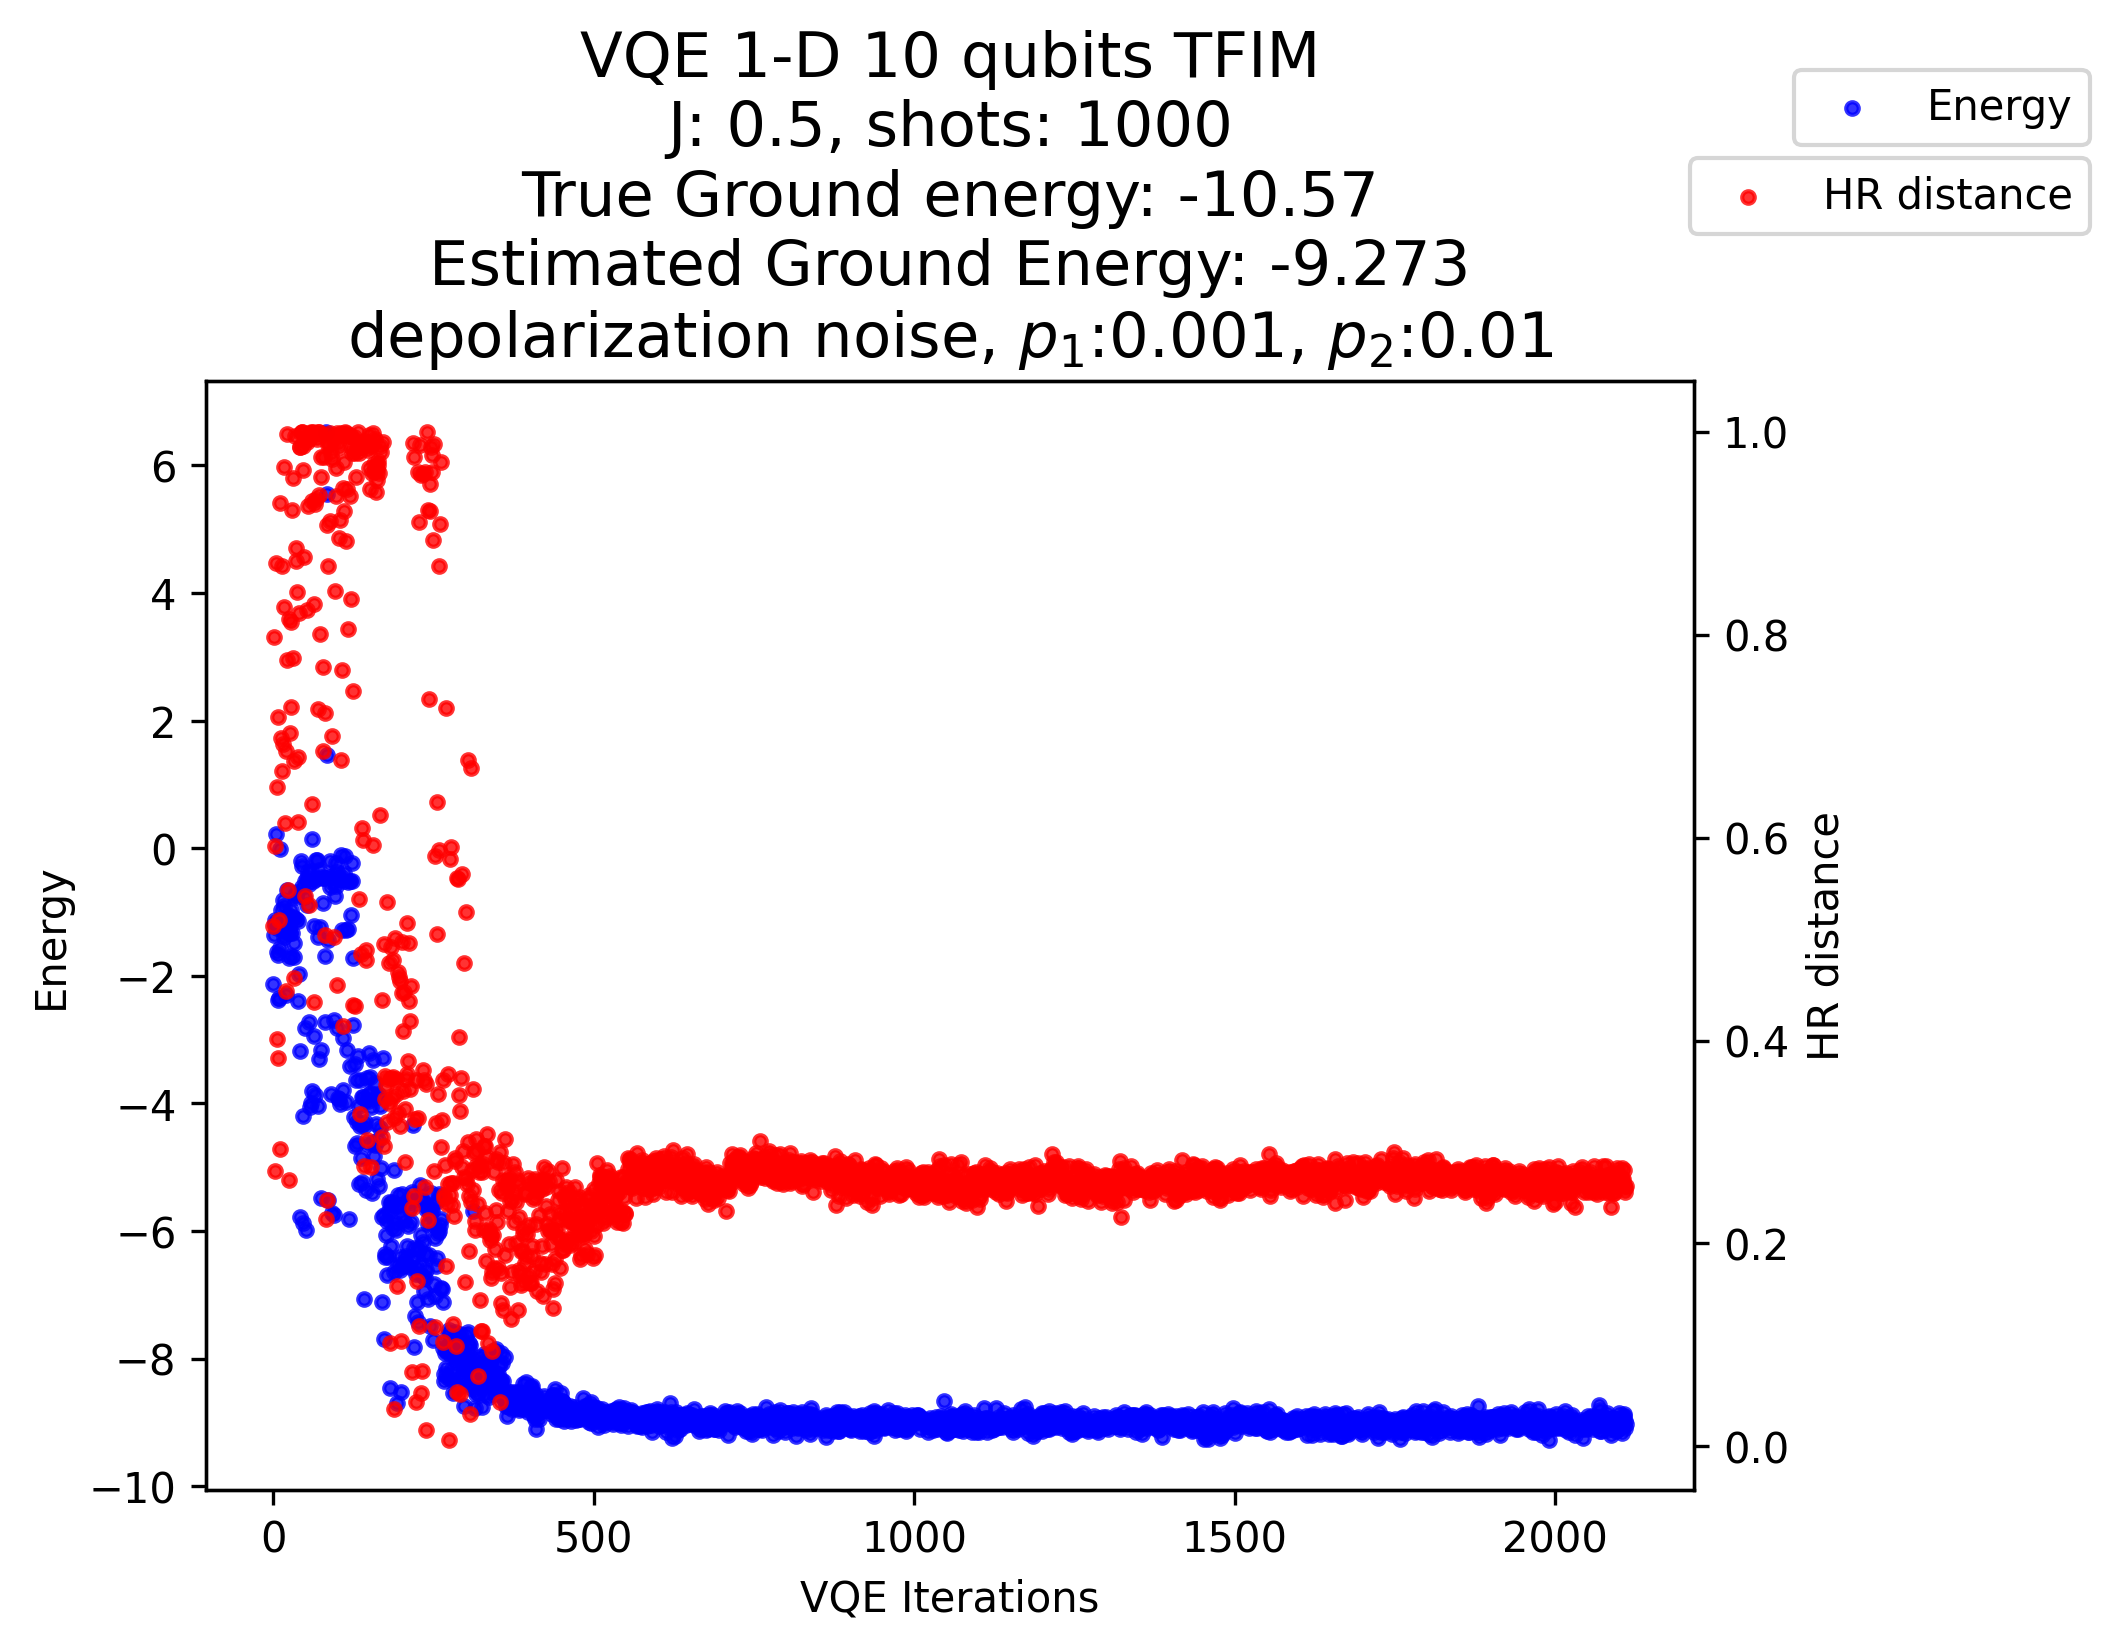 VQE 1-D 10 qubits TFIM
J: 0.5, shots: 1000
True Ground energy: -10.57
Estimated Ground Energy: -9.273
depolarization noise, p₁:0.001, p₂:0.01
Energy
HR distance
6
4
2
0
−2
−4
−6
−8
−10
Energy
1.0
0.8
0.6
0.4
0.2
0.0
HR distance
0 500 1000 1500 2000
VQE Iterations